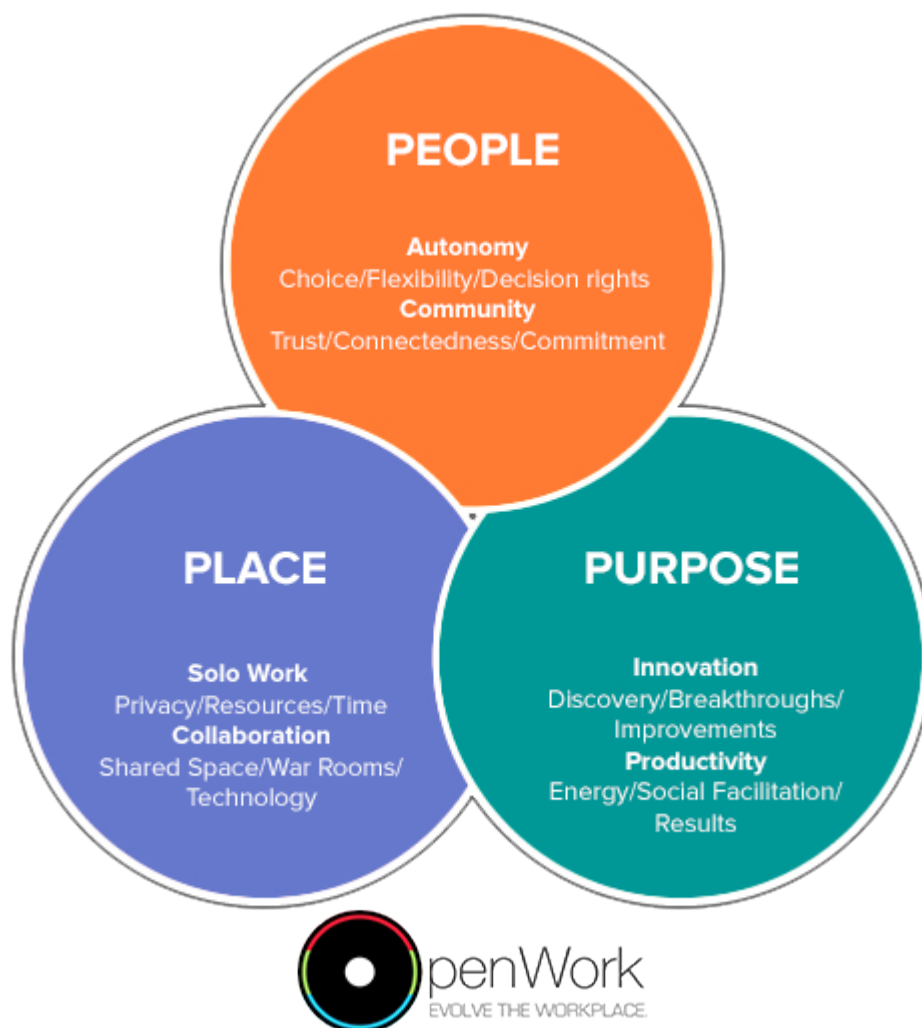 PEOPLE
Autonomy
Choice/Flexibility/Decision rights
Community
Trust/Connectedness/Commitment
PLACE
Solo Work
Privacy/Resources/Time
Collaboration
Shared Space/War Rooms/
Technology
PURPOSE
Innovation
Discovery/Breakthroughs/
Improvements
Productivity
Energy/Social Facilitation/
Results
OpenWork
EVOLVE THE WORKPLACE.